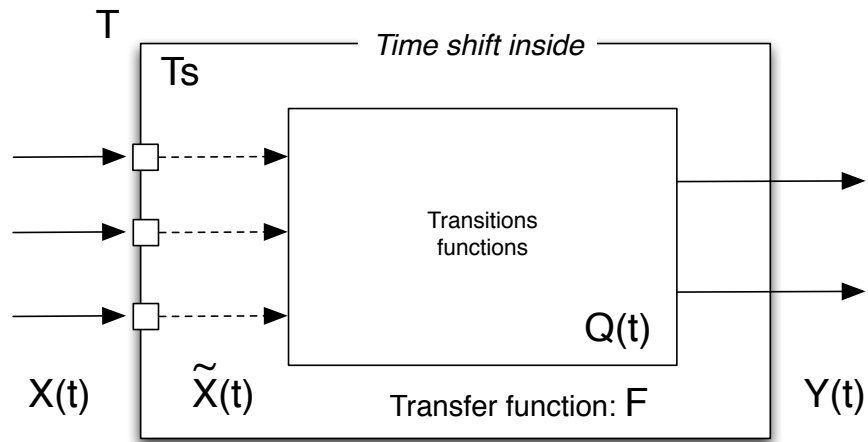 T
Time shift inside
Ts
Transitions
functions
Q(t)
X(t)
X̃(t)
Transfer function: F
Y(t)